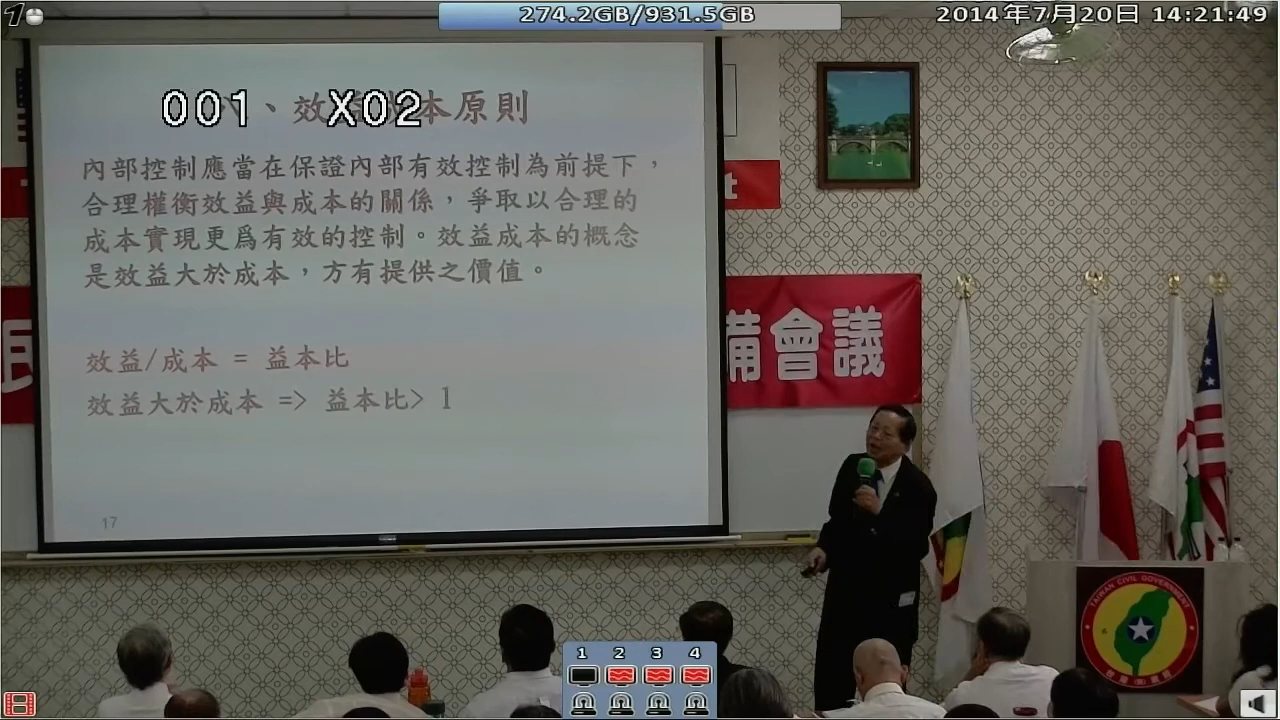 274.2GB/931.5GB
2014年7月20日 14:21:49
001 X02
、效 本原則
內部控制應當在保證內部有效控制為前提下，
合理權衡效益與成本的關係，爭取以合理的
成本實現更爲有效的控制。效益成本的概念
是效益大於成本，方有提供之價值。
效益/成本 = 益本比
效益大於成本 => 益本比> 1
17
t
備會議
民
TAIWAN CIVIL GOVERNMENT
1 2 3 4